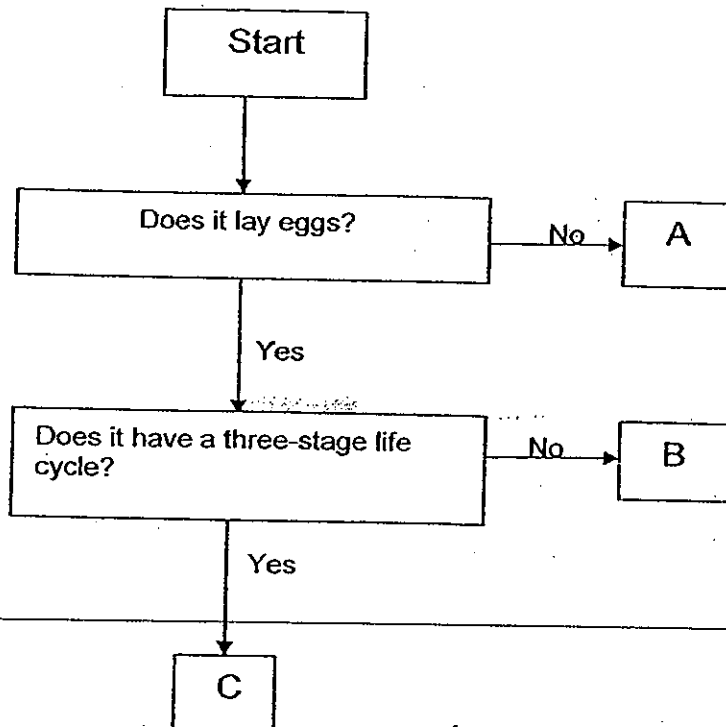 Start
Does it lay eggs?
No
A
Yes
Does it have a three-stage life
cycle?
No
B
Yes
C